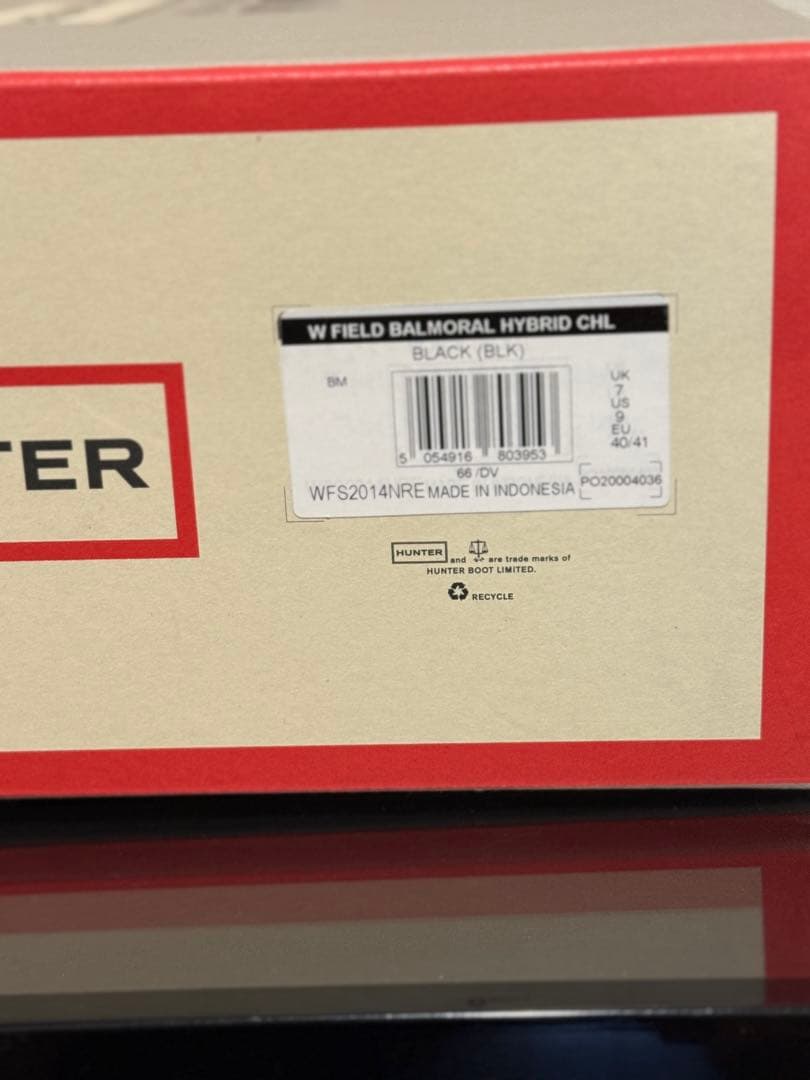 TER
W FIELD BALMORAL HYBRID CHL
BLACK (BLK)
BM
UK
7
US
9
EU
40/41
5 054916 803953
66 /DV
WFS2014NRE MADE IN INDONESIA
PO20004036
HUNTER and are trade marks of
HUNTER BOOT LIMITED.
RECYCLE